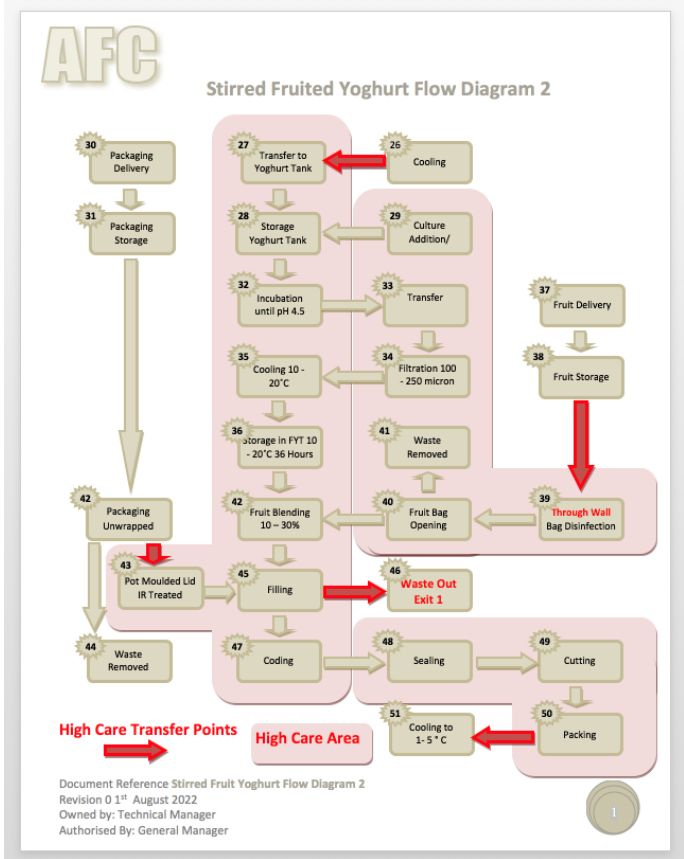 AFC
Stirred Fruited Yoghurt Flow Diagram 2
30
Packaging
Delivery
27
Transfer to
Yoghurt Tank
26
Cooling
31
Packaging
Storage
28
Storage
Yoghurt Tank
29
Culture
Addition/
32
Incubation
until pH 4.5
33
Transfer
37
Fruit Delivery
35
Cooling 10 -
20°C
34
Filtration 100
- 250 micron
38
Fruit Storage
36
Storage in FYT 10
- 20°C 36 Hours
41
Waste
Removed
42
Packaging
Unwrapped
42
Fruit Blending
10 – 30%
40
Fruit Bag
Opening
39
Through Wall
Bag Disinfection
43
Pot Moulded Lid
IR Treated
45
Filling
46
Waste Out
Exit 1
44
Waste
Removed
47
Coding
48
Sealing
49
Cutting
51
Cooling to
1- 5 ° C
50
Packing
High Care Transfer Points
High Care Area
Document Reference Stirred Fruit Yoghurt Flow Diagram 2
Revision 0 1st August 2022
Owned by: Technical Manager
Authorised By: General Manager
1